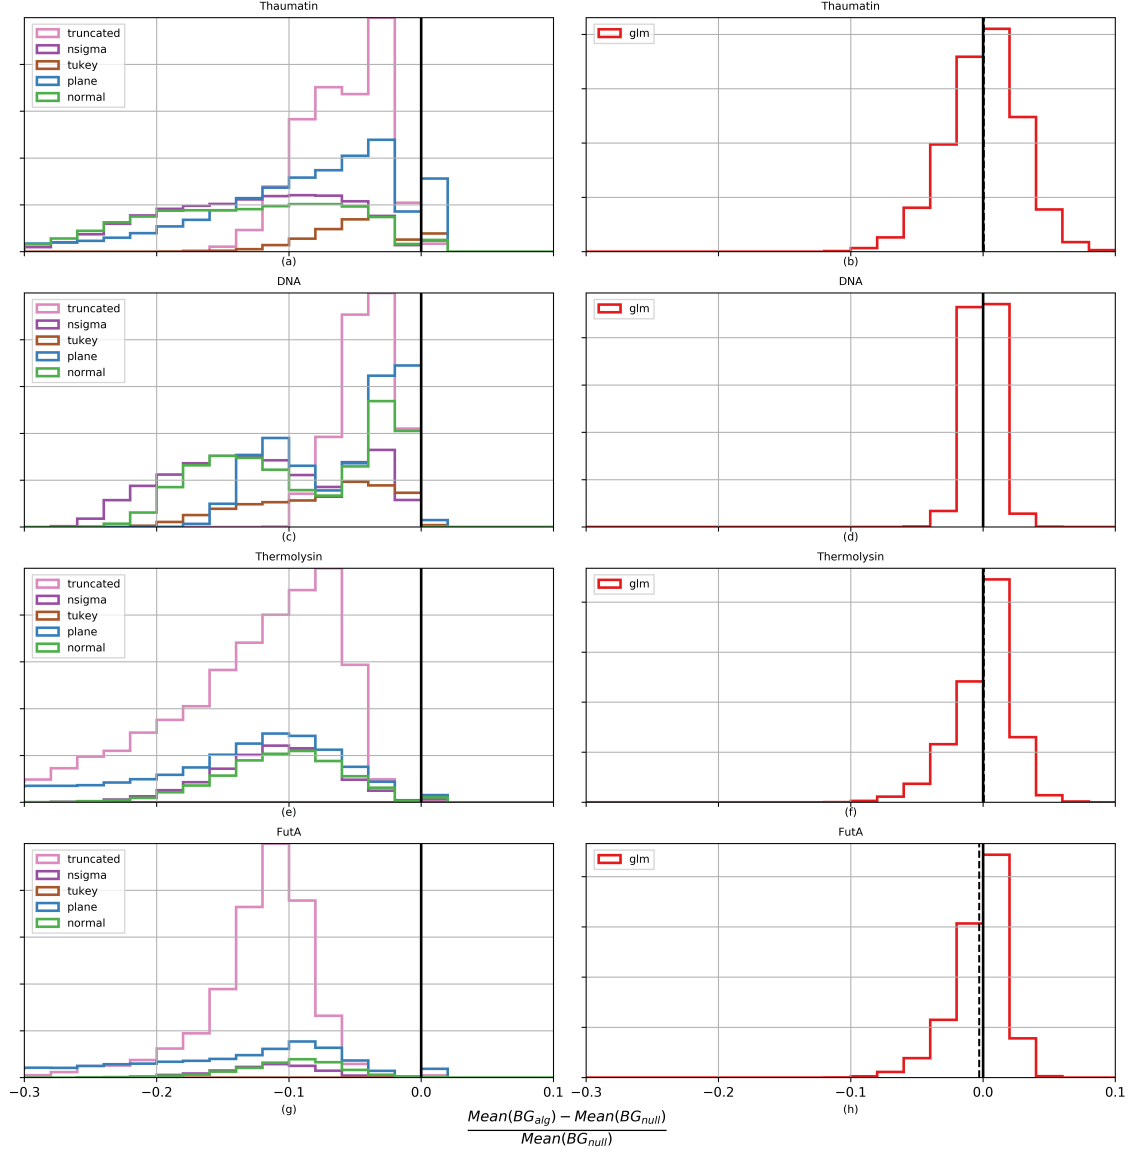 Thaumatin
truncated
nsigma
tukey
plane
normal
(a)
Thaumatin
glm
(b)
DNA
truncated
nsigma
tukey
plane
normal
(c)
DNA
glm
(d)
Thermolysin
truncated
nsigma
tukey
plane
normal
(e)
Thermolysin
glm
(f)
FutA
truncated
nsigma
tukey
plane
normal
−0.3 −0.2 −0.1 0.0 0.1
(g)
FutA
glm
−0.3 −0.2 −0.1 0.0 0.1
(h)
Mean(BG_alg) − Mean(BG_null)
Mean(BG_null)